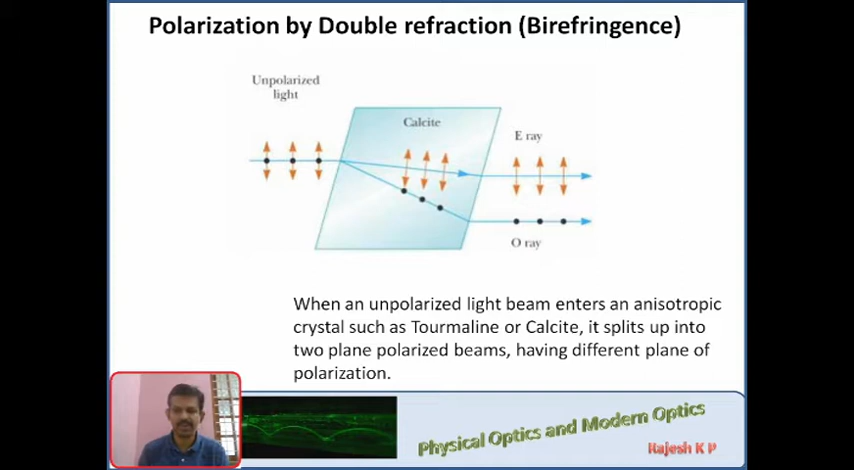 Polarization by Double refraction (Birefringence)
Unpolarized
light
Calcite
E ray
O ray
When an unpolarized light beam enters an anisotropic
crystal such as Tourmaline or Calcite, it splits up into
two plane polarized beams, having different plane of
polarization.
Physical Optics and Modern Optics
Rajesh K P